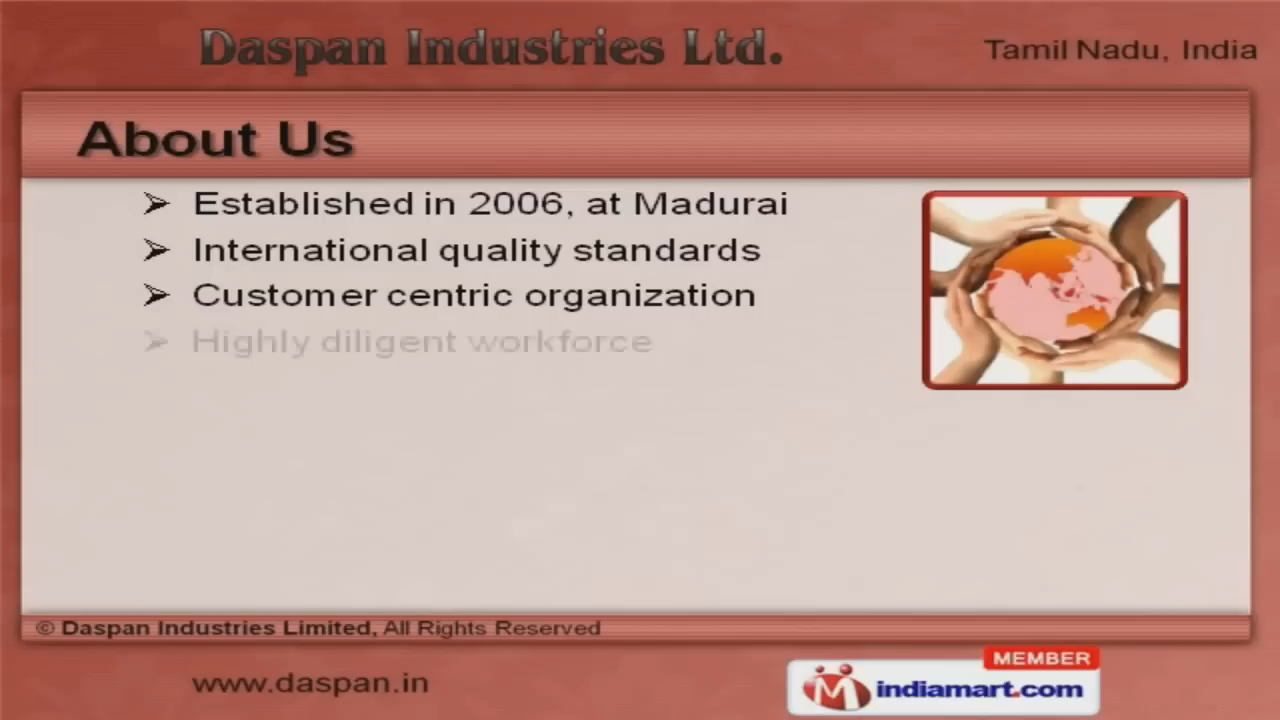 Daspan Industries Ltd.
Tamil Nadu, India
About Us
➢ Established in 2006, at Madurai
➢ International quality standards
➢ Customer centric organization
➢ Highly diligent workforce
© Daspan Industries Limited, All Rights Reserved
www.daspan.in
MEMBER
indiamart.com